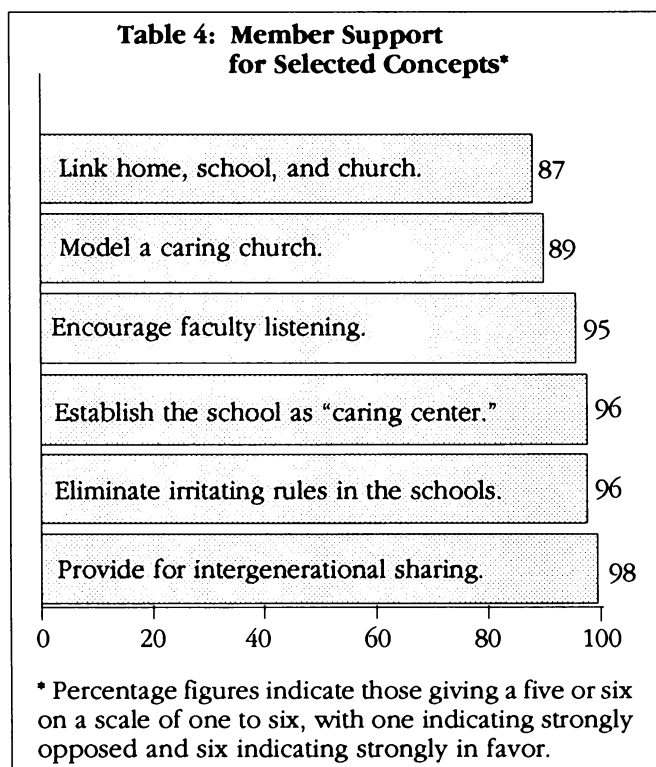 Table 4: Member Support
for Selected Concepts*
Link home, school, and church. 87
Model a caring church. 89
Encourage faculty listening. 95
Establish the school as “caring center.” 96
Eliminate irritating rules in the schools. 96
Provide for intergenerational sharing. 98
0 20 40 60 80 100
* Percentage figures indicate those giving a five or six
on a scale of one to six, with one indicating strongly
opposed and six indicating strongly in favor.